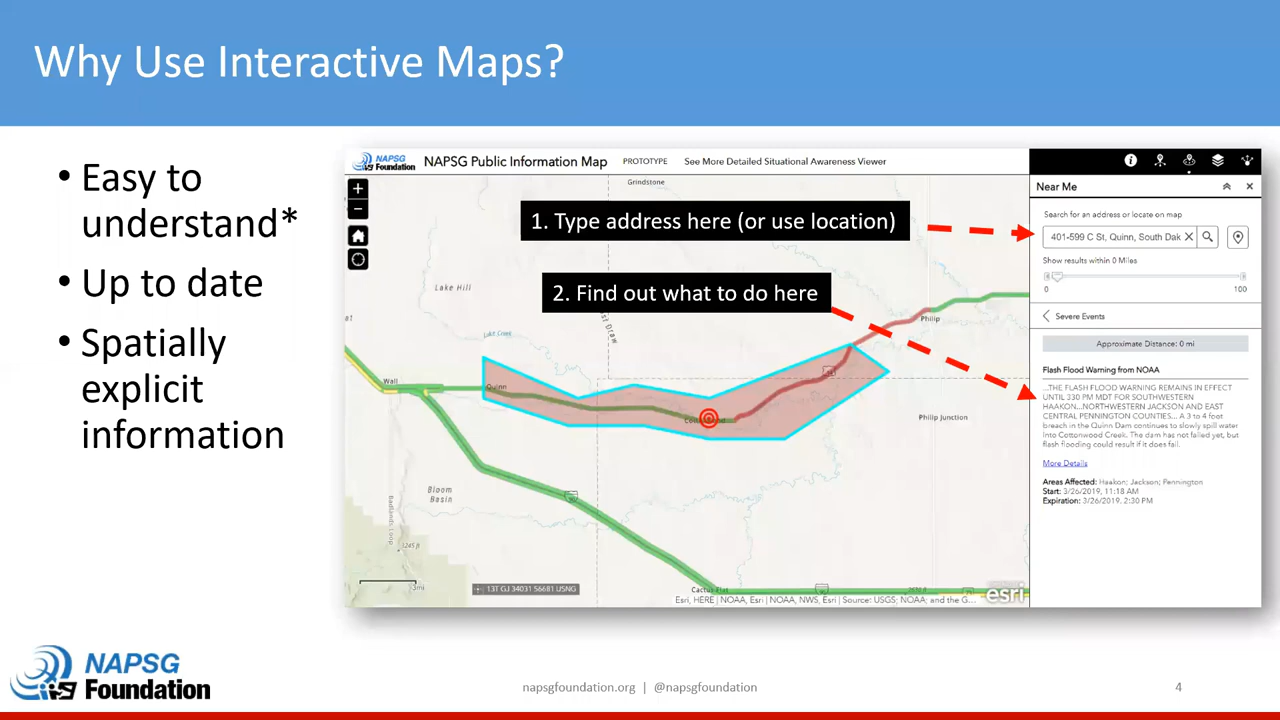 Why Use Interactive Maps?
• Easy to
understand*
• Up to date
• Spatially
explicit
information
NAPSG
Foundation
NAPSG Public Information Map
PROTOTYPE
See More Detailed Situational Awareness Viewer
+
−
Grindstone
1. Type address here (or use location)
2. Find out what to do here
Lake Hill
Philip
Wall
Quinn
Philip Junction
Bloom
Basin
3245 ft
3mi
13T GJ 34031 56681 USNG
Cactus Flat
Esri, HERE | NOAA, Esri | NOAA, NWS, Esri | Source: USGS; NOAA; and the G...
esri
Near Me
Search for an address or locate on map
401-599 C St, Quinn, South Dak
Show results within 0 Miles
0
100
Severe Events
Approximate Distance: 0 mi
Flash Flood Warning from NOAA
...THE FLASH FLOOD WARNING REMAINS IN EFFECT
UNTIL 230 PM MDT FOR SOUTHWESTERN
HAAKON...NORTHWESTERN JACKSON AND EAST
CENTRAL PENNINGTON COUNTIES... A 3 to 4 foot
breach in the Quinn Dam continues to slowly spill water
into Cottonwood Creek. The dam has not failed yet, but
flash flooding could result if it does fail.
More Details
Areas Affected: Haakon; Jackson; Pennington
Start: 3/26/2019, 11:18 AM
Expiration: 3/26/2019, 2:30 PM
NAPSG
Foundation
napsgfoundation.org | @napsgfoundation
4